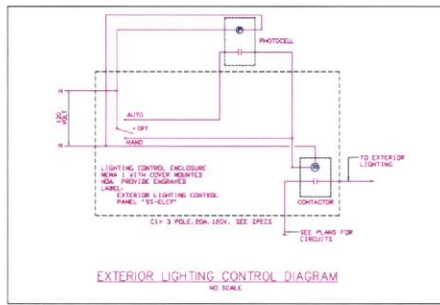 PHOTOCELL
H
120
VOLT
AUTO
OFF
H
HAND
LIGHTING CONTROL ENCLOSURE
NEMA 1 WITH COVER MOUNTED
HOA. PROVIDE ENGRAVED
LABEL:
EXTERIOR LIGHTING CONTROL
PANEL "SS-ELCP"
TO EXTERIOR
LIGHTING
CONTACTOR
C1= 3 POLE,20A,120V, SEE SPECS
SEE PLANS FOR
CIRCUITS
EXTERIOR LIGHTING CONTROL DIAGRAM
NO SCALE